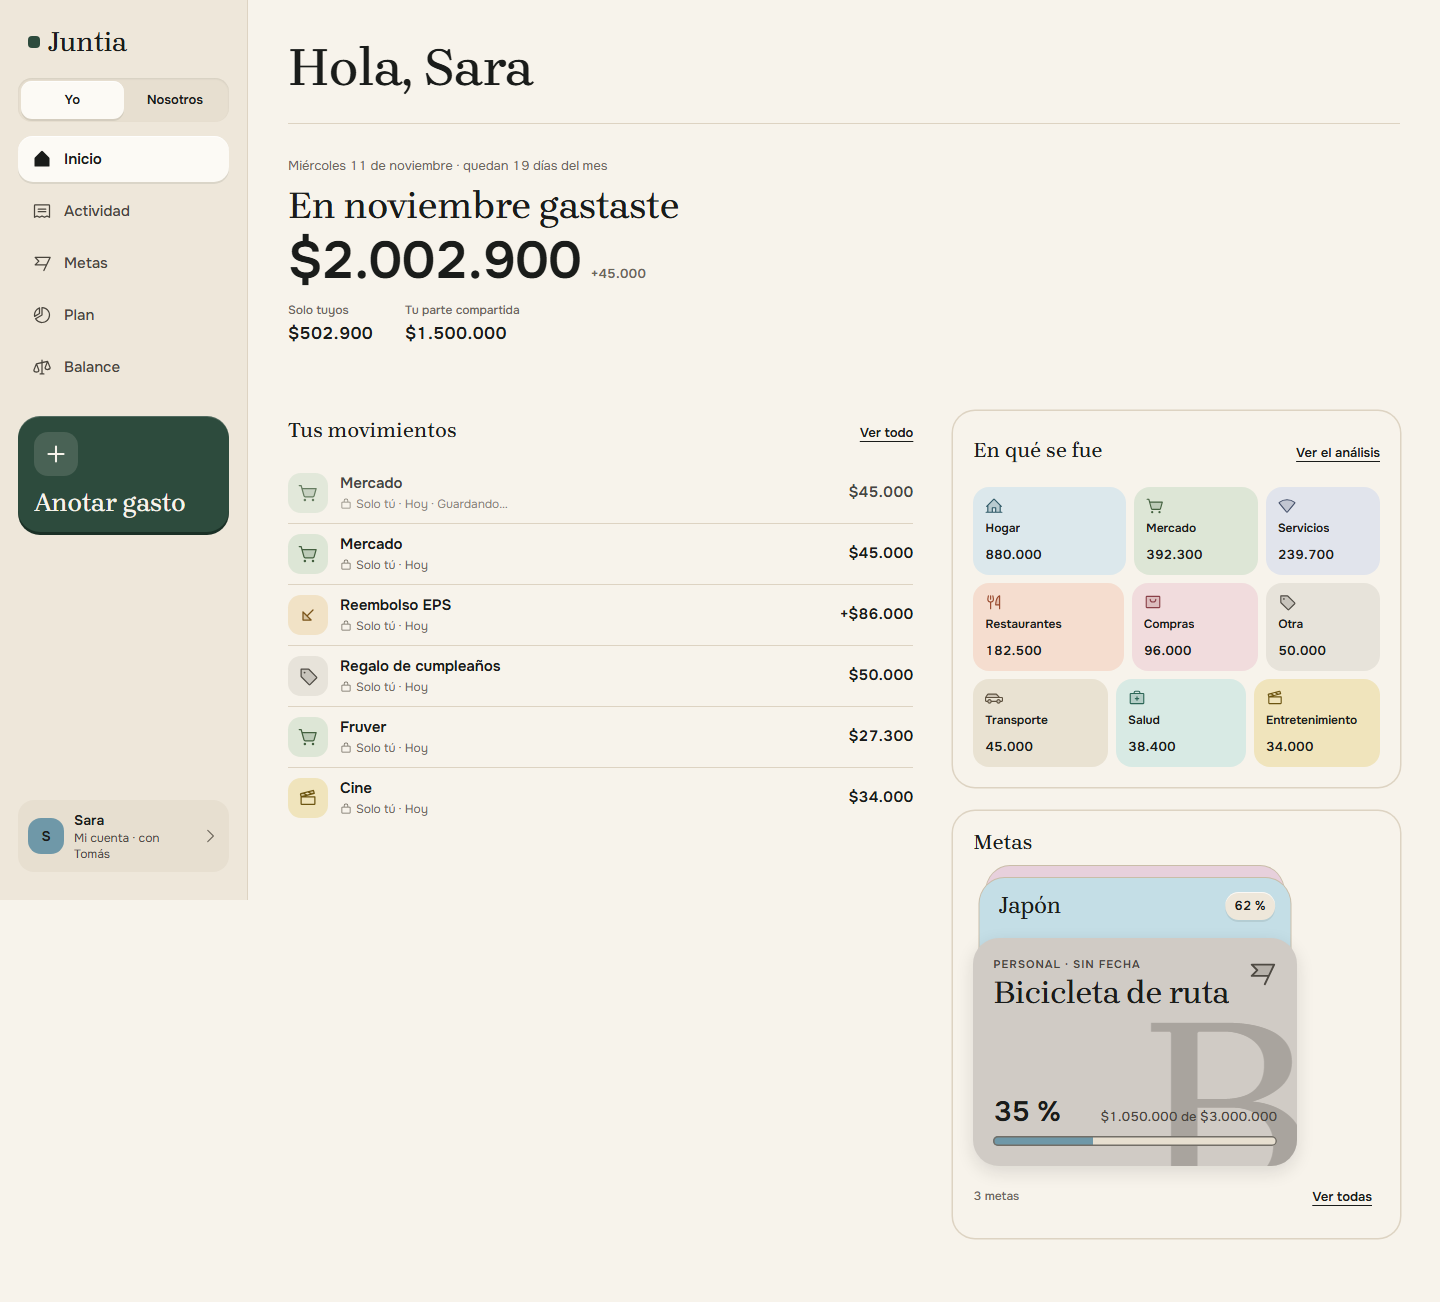 Juntia
Yo
Nosotros
Inicio
Actividad
Metas
Plan
Balance
Anotar gasto
S
Sara
Mi cuenta · con
Tomás
Hola, Sara
Miércoles 11 de noviembre · quedan 19 días del mes
En noviembre gastaste
$2.002.900 +45.000
Solo tuyos
$502.900
Tu parte compartida
$1.500.000
Tus movimientos
Ver todo
Mercado
Solo tú · Hoy · Guardando...
$45.000
Mercado
Solo tú · Hoy
$45.000
Reembolso EPS
Solo tú · Hoy
+$86.000
Regalo de cumpleaños
Solo tú · Hoy
$50.000
Fruver
Solo tú · Hoy
$27.300
Cine
Solo tú · Hoy
$34.000
En qué se fue
Ver el análisis
Hogar
880.000
Mercado
392.300
Servicios
239.700
Restaurantes
182.500
Compras
96.000
Otra
50.000
Transporte
45.000
Salud
38.400
Entretenimiento
34.000
Metas
Japón
62 %
PERSONAL · SIN FECHA
Bicicleta de ruta
B
35 %
$1.050.000 de $3.000.000
3 metas
Ver todas